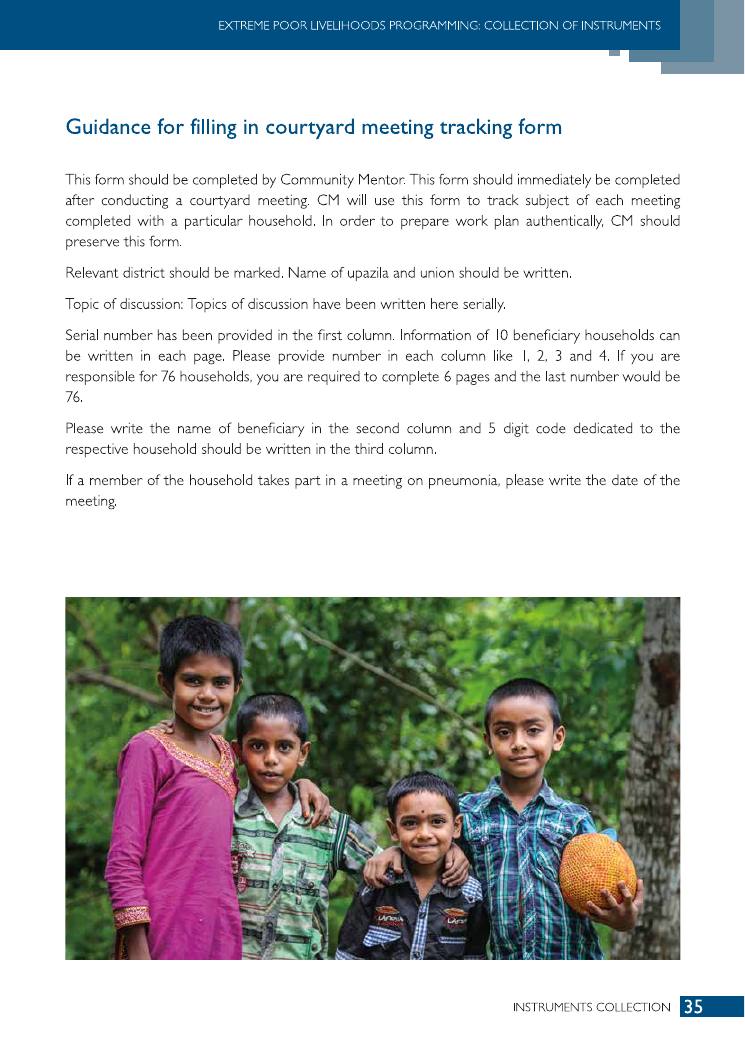 EXTREME POOR LIVELIHOODS PROGRAMMING: COLLECTION OF INSTRUMENTS
Guidance for filling in courtyard meeting tracking form
This form should be completed by Community Mentor. This form should immediately be completed
after conducting a courtyard meeting. CM will use this form to track subject of each meeting
completed with a particular household. In order to prepare work plan authentically, CM should
preserve this form.
Relevant district should be marked. Name of upazila and union should be written.
Topic of discussion: Topics of discussion have been written here serially.
Serial number has been provided in the first column. Information of 10 beneficiary households can
be written in each page. Please provide number in each column like 1, 2, 3 and 4. If you are
responsible for 76 households, you are required to complete 6 pages and the last number would be
76.
Please write the name of beneficiary in the second column and 5 digit code dedicated to the
respective household should be written in the third column.
If a member of the household takes part in a meeting on pneumonia, please write the date of the
meeting.
INSTRUMENTS COLLECTION 35